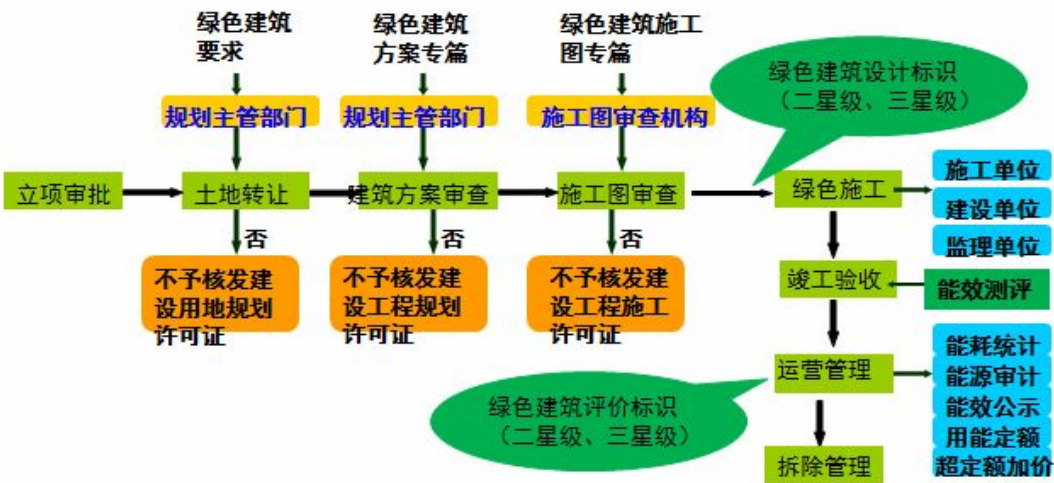 绿色建筑
要求
绿色建筑
方案专篇
绿色建筑施工
图专篇
绿色建筑设计标识
（二星级、三星级）
规划主管部门
规划主管部门
施工图审查机构
立项审批
土地转让
建筑方案审查
施工图审查
绿色施工
施工单位
建设单位
监理单位
否
否
否
不予核发建
设用地规划
许可证
不予核发建
设工程规划
许可证
不予核发建
设工程施工
许可证
竣工验收
能效测评
运营管理
能耗统计
能源审计
能效公示
用能定额
超定额加价
绿色建筑评价标识
（二星级、三星级）
拆除管理